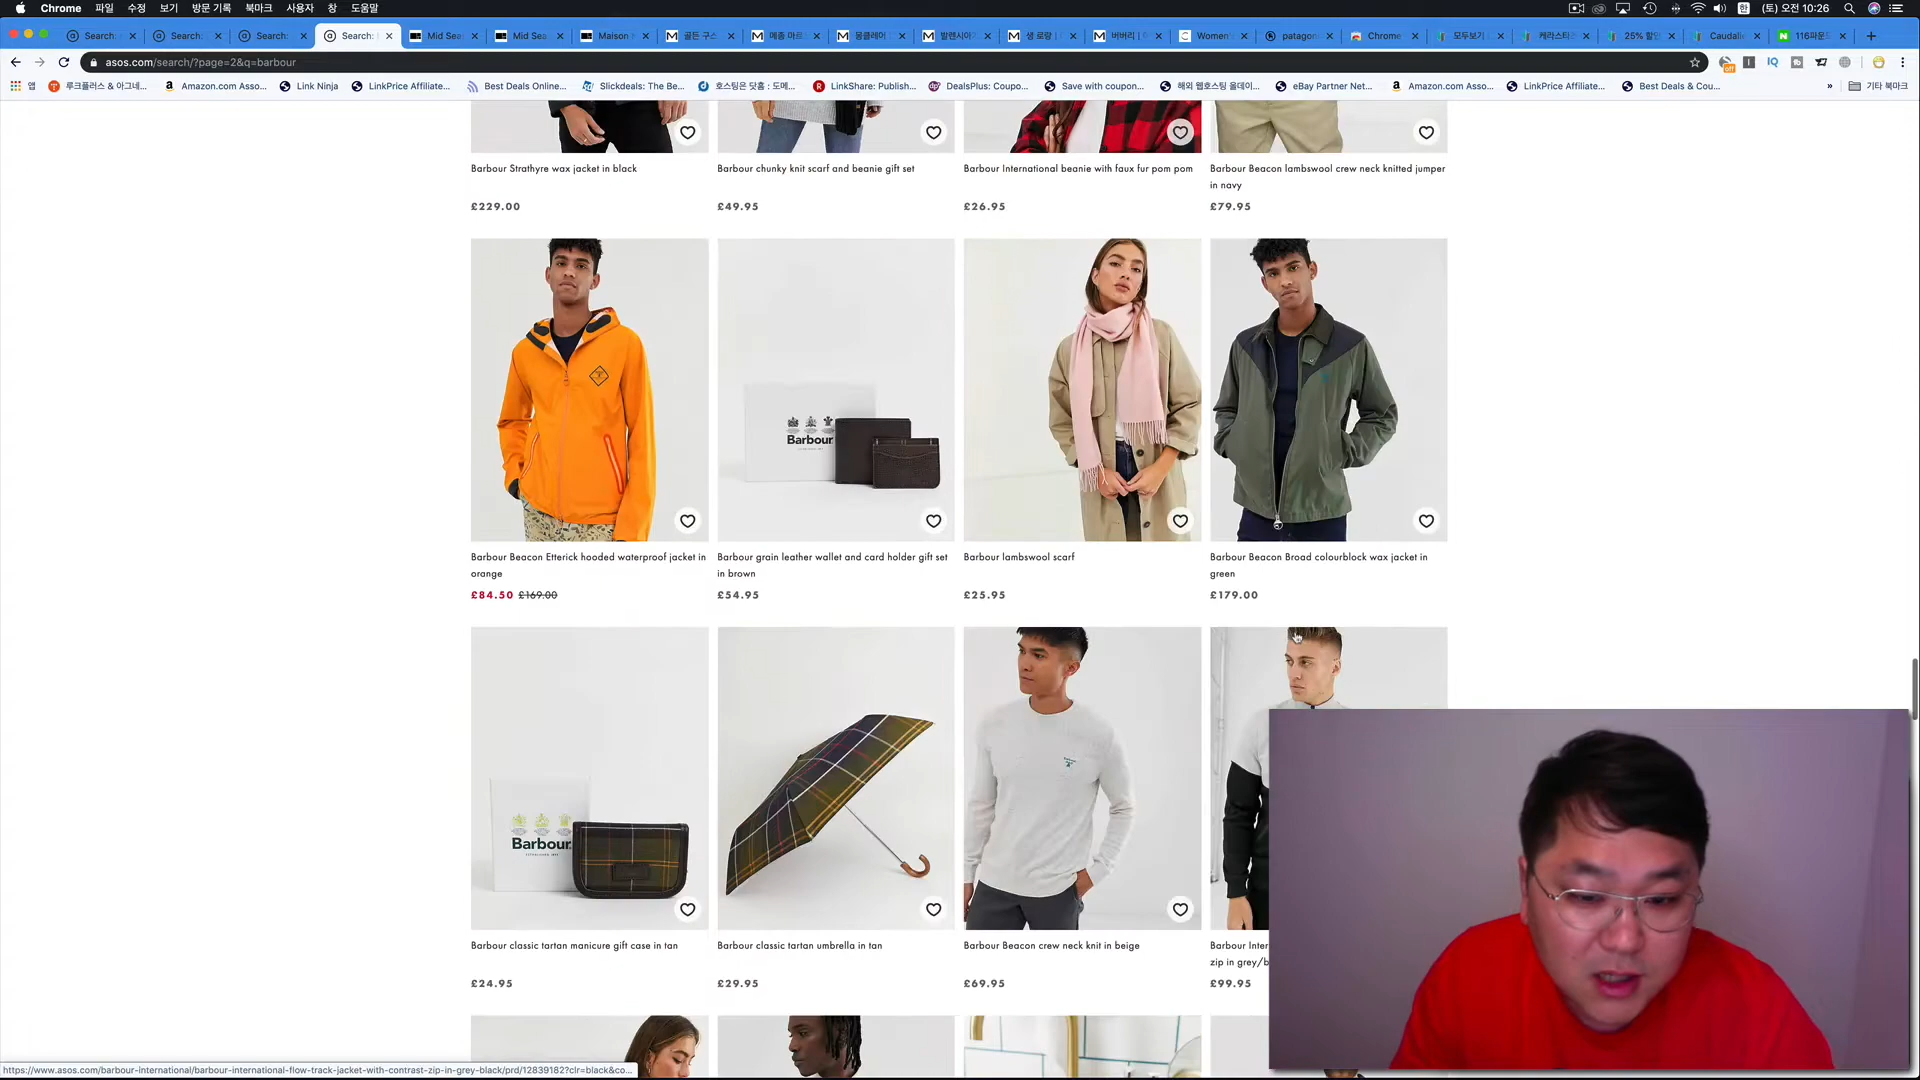 Chrome 파일 수정 보기 방문 기록 북마크 사용자 창 도움말 한 (토) 오전 10:26
Search: Search: Search: Search: Mid Sea Mid Sea Maison 골든 구스 메종 마르 몽클레어 발렌시아 생 로랑 버버리 Women' patagon Chrome 모두보기 케라스타 25% 할인 Caudalie 116파운드
asos.com/search/?page=2&q=barbour
앱 루크플러스 & 아그네... Amazon.com Asso... Link Ninja LinkPrice Affiliate... Best Deals Online... Slickdeals: The Be... 호스팅은 닷홈 : 도메... LinkShare: Publish... DealsPlus: Coupo... Save with coupon... 해외 웹호스팅 올데이... eBay Partner Net... Amazon.com Asso... LinkPrice Affiliate... Best Deals & Cou... » 기타 북마크
Barbour Strathyre wax jacket in black
£229.00
Barbour chunky knit scarf and beanie gift set
£49.95
Barbour International beanie with faux fur pom pom
£26.95
Barbour Beacon lambswool crew neck knitted jumper
in navy
£79.95
Barbour
Barbour Beacon Etterick hooded waterproof jacket in
orange
£84.50 £169.00
Barbour grain leather wallet and card holder gift set
in brown
£54.95
Barbour lambswool scarf
£25.95
Barbour Beacon Broad colourblock wax jacket in
green
£179.00
Barbour
Barbour classic tartan manicure gift case in tan
£24.95
Barbour classic tartan umbrella in tan
£29.95
Barbour Beacon crew neck knit in beige
£69.95
Barbour Inter
zip in grey/b
£99.95
https://www.asos.com/barbour-international/barbour-international-flow-track-jacket-with-contrast-zip-in-grey-black/prd/12839182?clr=black&co...